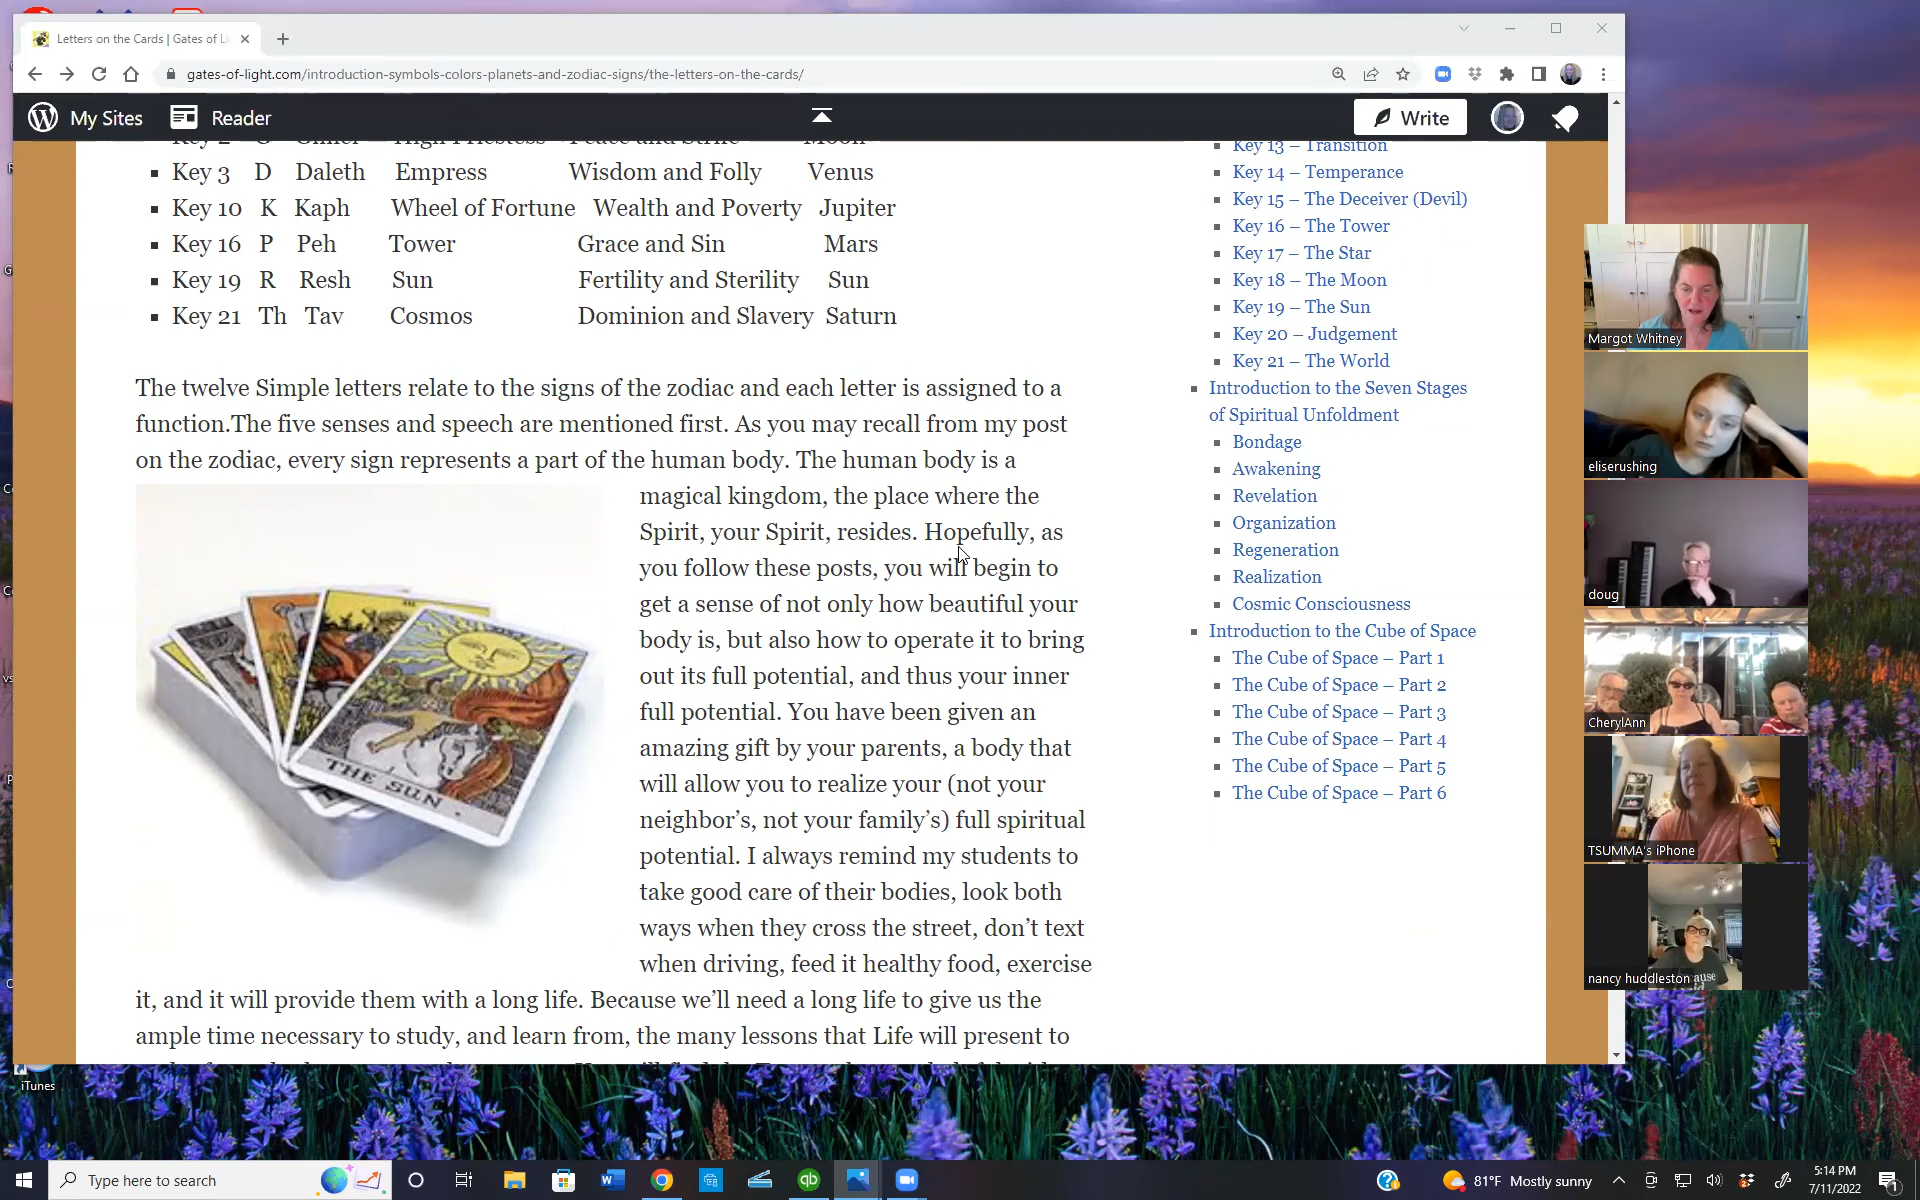 Letters on the Cards | Gates of Li
gates-of-light.com/introduction-symbols-colors-planets-and-zodiac-signs/the-letters-on-the-cards/
My Sites Reader Write
Key 3 D Daleth Empress Wisdom and Folly Venus
Key 10 K Kaph Wheel of Fortune Wealth and Poverty Jupiter
Key 16 P Peh Tower Grace and Sin Mars
Key 19 R Resh Sun Fertility and Sterility Sun
Key 21 Th Tav Cosmos Dominion and Slavery Saturn
The twelve Simple letters relate to the signs of the zodiac and each letter is assigned to a
function.The five senses and speech are mentioned first. As you may recall from my post
on the zodiac, every sign represents a part of the human body. The human body is a
magical kingdom, the place where the
Spirit, your Spirit, resides. Hopefully, as
you follow these posts, you will begin to
get a sense of not only how beautiful your
body is, but also how to operate it to bring
out its full potential, and thus your inner
full potential. You have been given an
amazing gift by your parents, a body that
will allow you to realize your (not your
neighbor's, not your family's) full spiritual
potential. I always remind my students to
take good care of their bodies, look both
ways when they cross the street, don't text
when driving, feed it healthy food, exercise
it, and it will provide them with a long life. Because we'll need a long life to give us the
ample time necessary to study, and learn from, the many lessons that Life will present to
THE SUN
Key 13 – Transition
Key 14 – Temperance
Key 15 – The Deceiver (Devil)
Key 16 – The Tower
Key 17 – The Star
Key 18 – The Moon
Key 19 – The Sun
Key 20 – Judgement
Key 21 – The World
Introduction to the Seven Stages
of Spiritual Unfoldment
Bondage
Awakening
Revelation
Organization
Regeneration
Realization
Cosmic Consciousness
Introduction to the Cube of Space
The Cube of Space – Part 1
The Cube of Space – Part 2
The Cube of Space – Part 3
The Cube of Space – Part 4
The Cube of Space – Part 5
The Cube of Space – Part 6
Margot Whitney
eliserushing
doug
CherylAnn
TSUMMA's iPhone
nancy huddleston
iTunes
Type here to search
81°F Mostly sunny
5:14 PM
7/11/2022